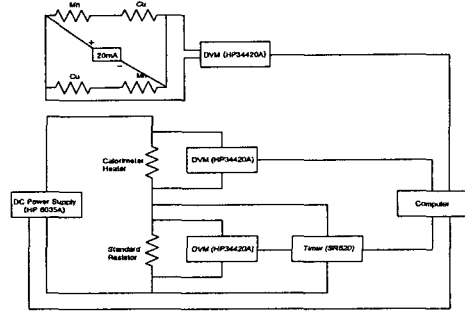 Mn
Cu
+
20mA
−
Cu
Mn
DVM (HP34420A)
Calorimeter
Heater
DVM (HP34420A)
DC Power Supply
(HP 6035A)
Computer
Standard
Resistor
DVM (HP34420A)
Timer (SR620)